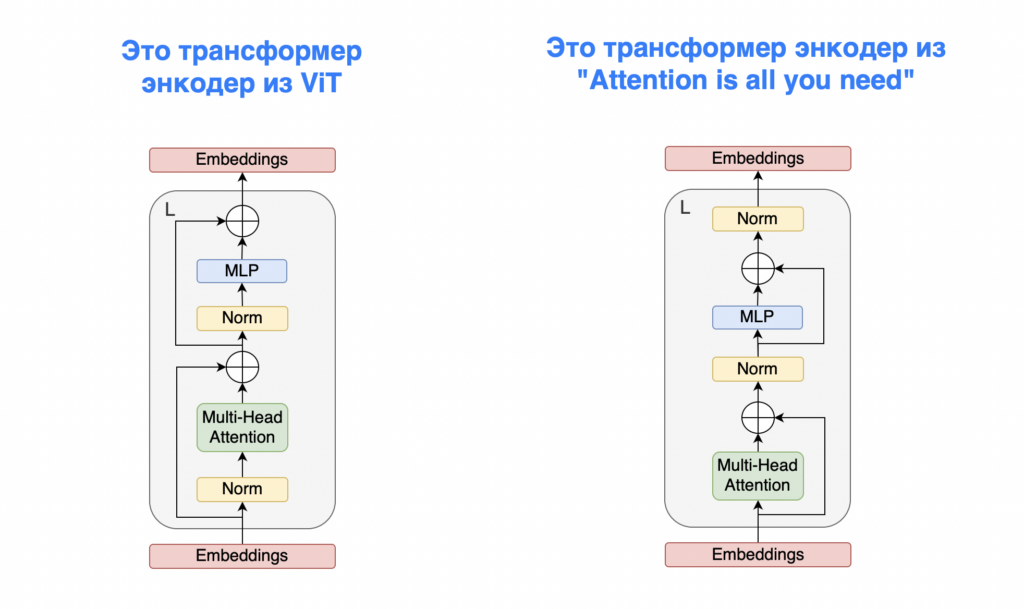 Это трансформер
энкодер из ViT
Embeddings
L
MLP
Norm
Multi-Head
Attention
Norm
Embeddings
Это трансформер энкодер из
"Attention is all you need"
Embeddings
L
Norm
MLP
Norm
Multi-Head
Attention
Embeddings